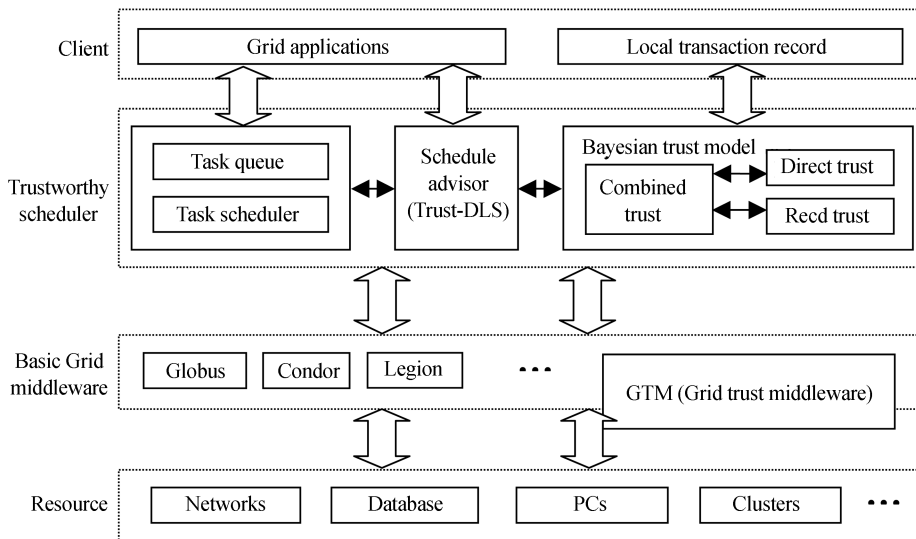 Client
Grid applications
Local transaction record
Trustworthy
scheduler
Task queue
Task scheduler
Schedule
advisor
(Trust-DLS)
Bayesian trust model
Combined
trust
Direct trust
Recd trust
Basic Grid
middleware
Globus
Condor
Legion
•••
GTM (Grid trust middleware)
Resource
Networks
Database
PCs
Clusters
•••